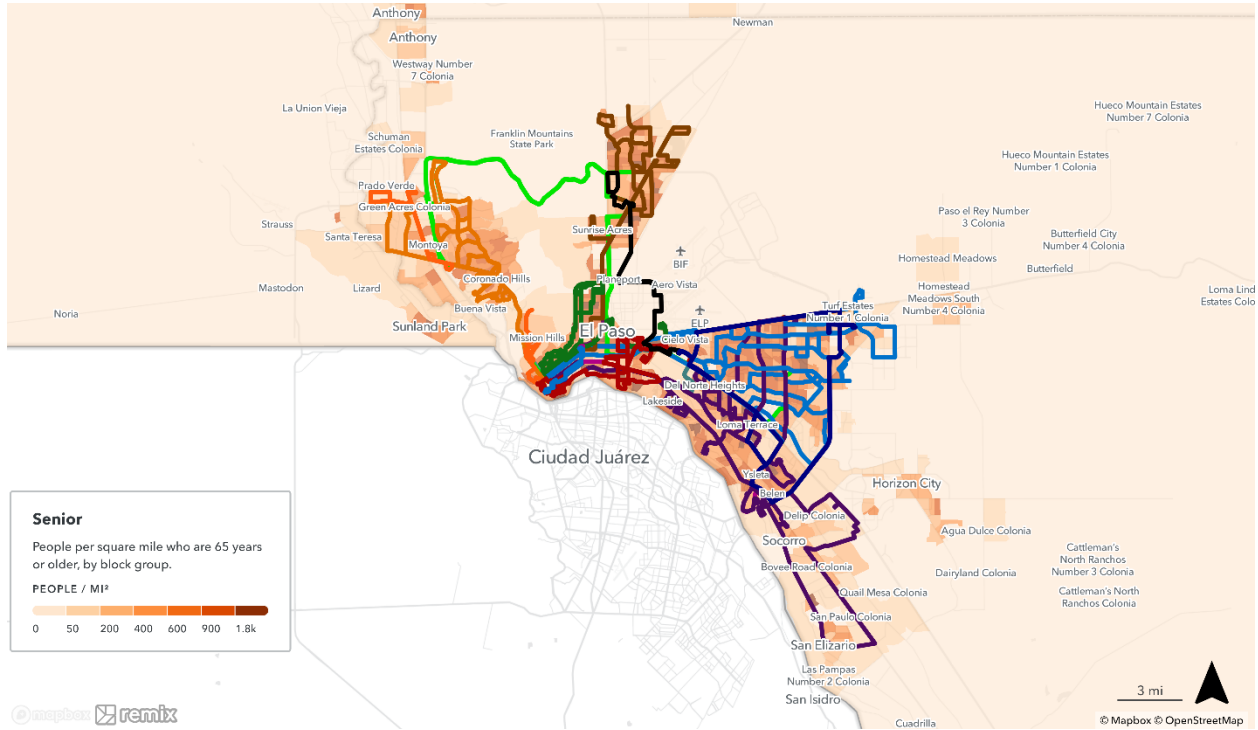 Anthony
Newman
Anthony
Westway Number
7 Colonia
La Union Vieja
Hueco Mountain Estates
Number 7 Colonia
Franklin Mountains
State Park
Schuman
Estates Colonia
Hueco Mountain Estates
Number 1 Colonia
Prado Verde
Green Acres Colonia
Paso el Rey Number
3 Colonia
Strauss
Santa Teresa
Montoya
Sunrise Acres
Butterfield City
Number 4 Colonia
BIF
Homestead Meadows
Butterfield
Coronado Hills
Planeport
Aero Vista
Mastodon
Lizard
Homestead
Meadows South
Number 4 Colonia
Loma Lind
Estates Colo
Buena Vista
Turf Estates
Number 1 Colonia
Noria
Sunland Park
ELP
El Paso
Mission Hills
Cielo Vista
Del Norte Heights
Lakeside
Loma Terrace
Ciudad Juárez
Ysleta
Horizon City
Belen
Delip Colonia
Agua Dulce Colonia
Socorro
Bovee Road Colonia
Cattleman's
North Ranchos
Number 3 Colonia
Dairyland Colonia
Quail Mesa Colonia
Cattleman's North
Ranchos Colonia
San Paulo Colonia
San Elizario
Las Pampas
Number 2 Colonia
San Isidro
Cuadrilla
Senior
People per square mile who are 65 years
or older, by block group.
PEOPLE / MI²
0 50 200 400 600 900 1.8k
3 mi
mapbox remix
© Mapbox © OpenStreetMap